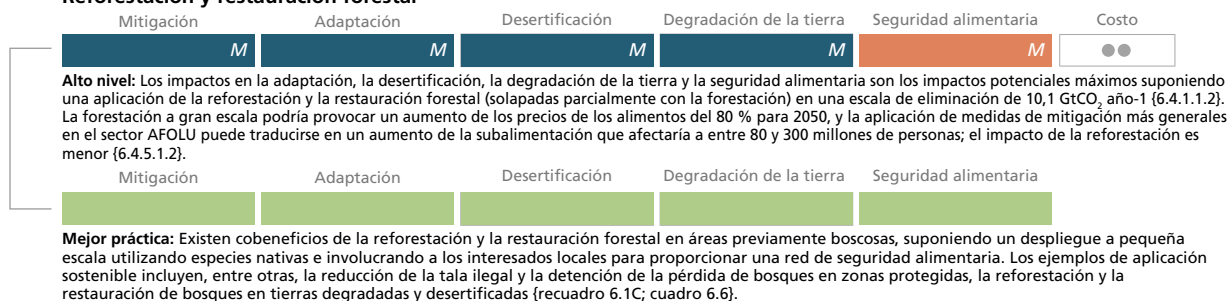 Reforestación y restauración forestal
Mitigación Adaptación Desertificación Degradación de la tierra Seguridad alimentaria Costo
M M M M M
Alto nivel: Los impactos en la adaptación, la desertificación, la degradación de la tierra y la seguridad alimentaria son los impactos potenciales máximos suponiendo
una aplicación de la reforestación y la restauración forestal (solapadas parcialmente con la forestación) en una escala de eliminación de 10,1 GtCO₂ año-1 {6.4.1.1.2}.
La forestación a gran escala podría provocar un aumento de los precios de los alimentos del 80 % para 2050, y la aplicación de medidas de mitigación más generales
en el sector AFOLU puede traducirse en un aumento de la subalimentación que afectaría a entre 80 y 300 millones de personas; el impacto de la reforestación es
menor {6.4.5.1.2}.
Mitigación Adaptación Desertificación Degradación de la tierra Seguridad alimentaria
Mejor práctica: Existen cobeneficios de la reforestación y la restauración forestal en áreas previamente boscosas, suponiendo un despliegue a pequeña
escala utilizando especies nativas e involucrando a los interesados locales para proporcionar una red de seguridad alimentaria. Los ejemplos de aplicación
sostenible incluyen, entre otras, la reducción de la tala ilegal y la detención de la pérdida de bosques en zonas protegidas, la reforestación y la
restauración de bosques en tierras degradadas y desertificadas {recuadro 6.1C; cuadro 6.6}.